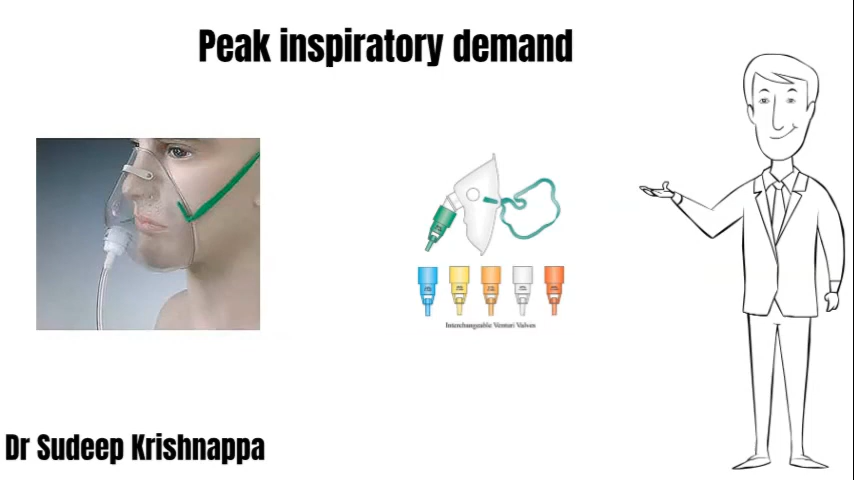 Peak inspiratory demand
Interchangeable Venturi Valves
Dr Sudeep Krishnappa